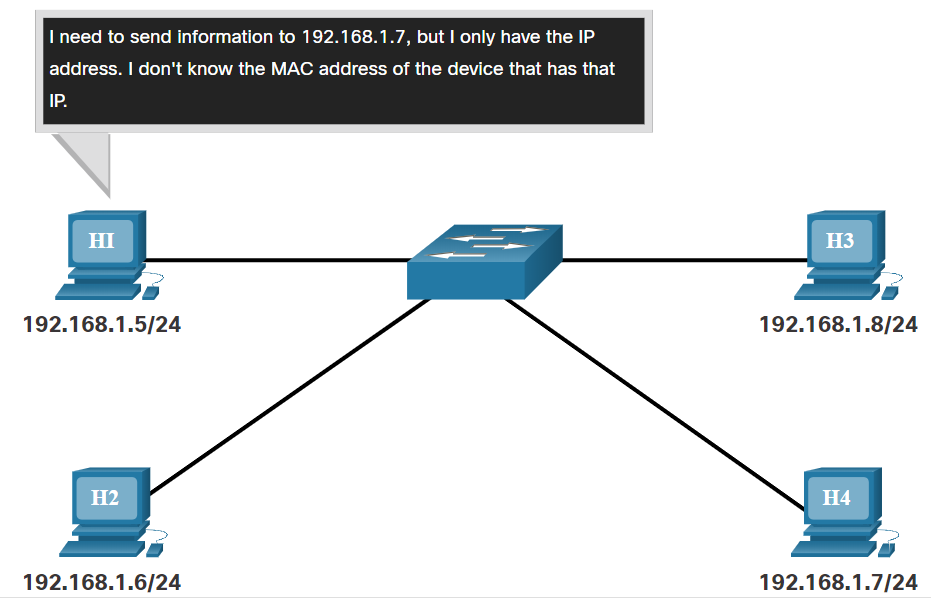 I need to send information to 192.168.1.7, but I only have the IP
address. I don't know the MAC address of the device that has that
IP.
H1
H3
192.168.1.5/24
192.168.1.8/24
H2
H4
192.168.1.6/24
192.168.1.7/24